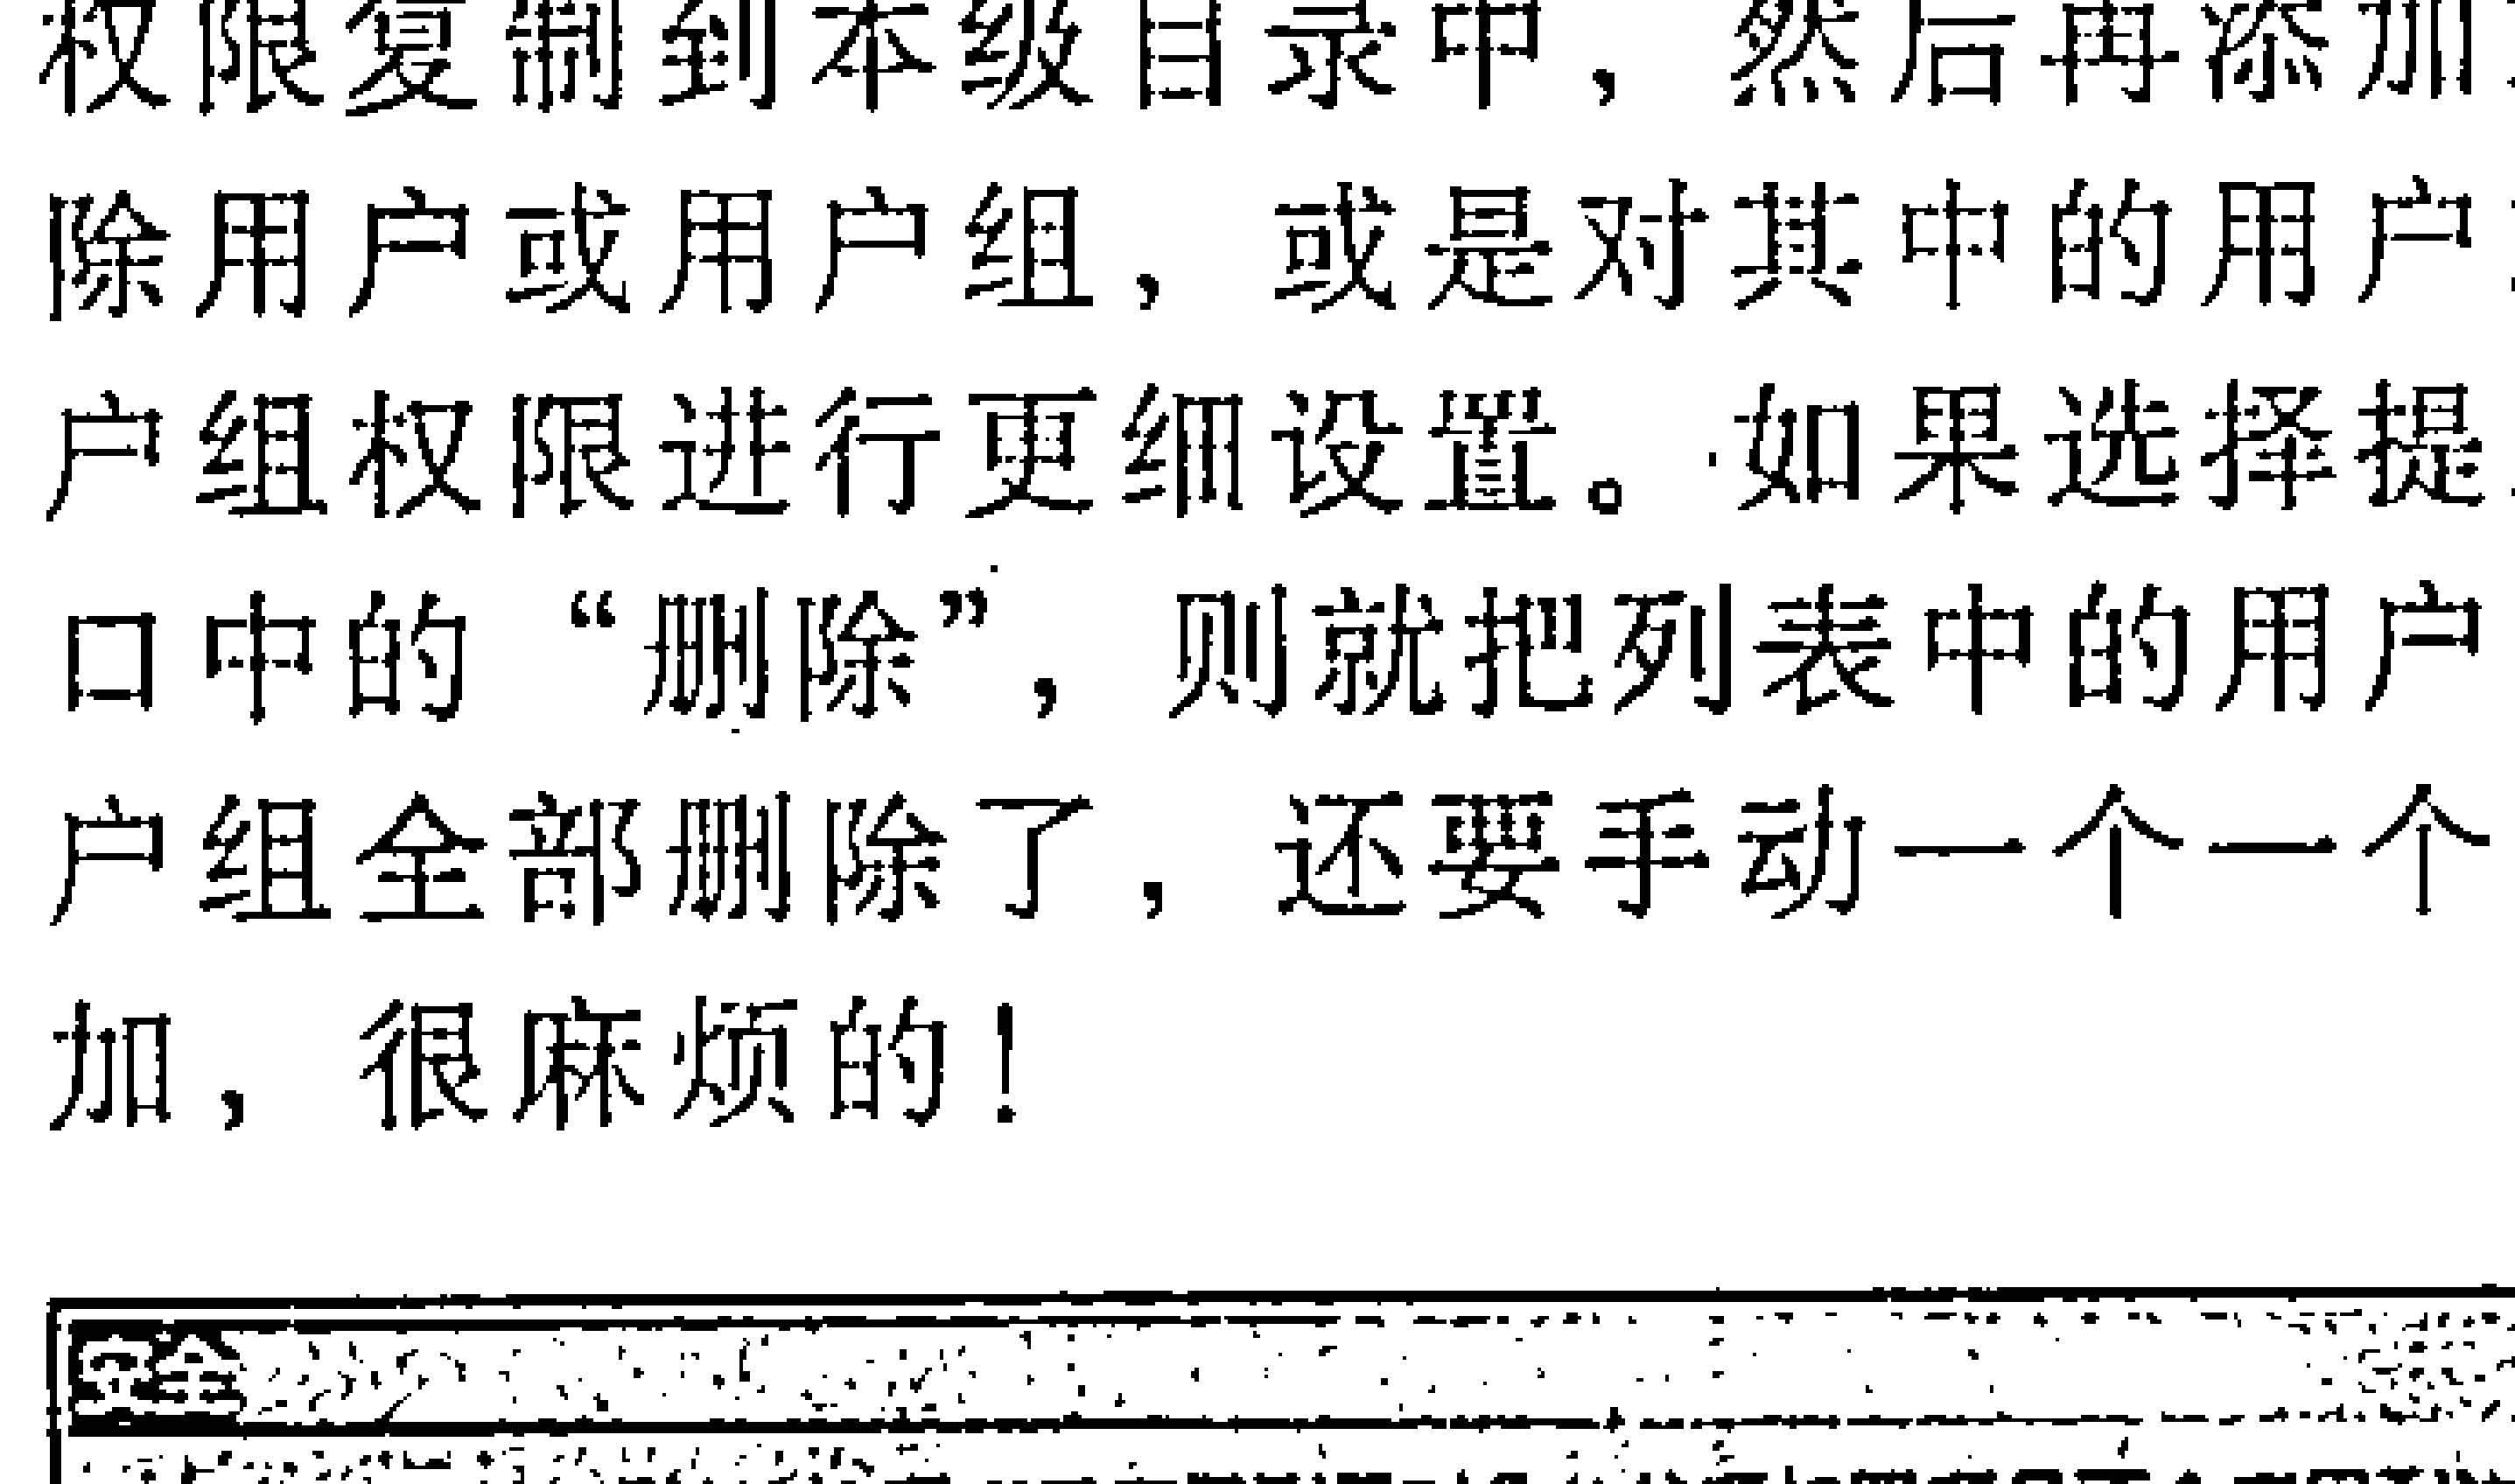 权限复制到本级目录中，然后再添加
除用户或用户组，或是对其中的用户
户组权限进行更细设置。如果选择提
口中的“删除”，则就把列表中的用户
户组全部删除了，还要手动一个一个
加，很麻烦的！